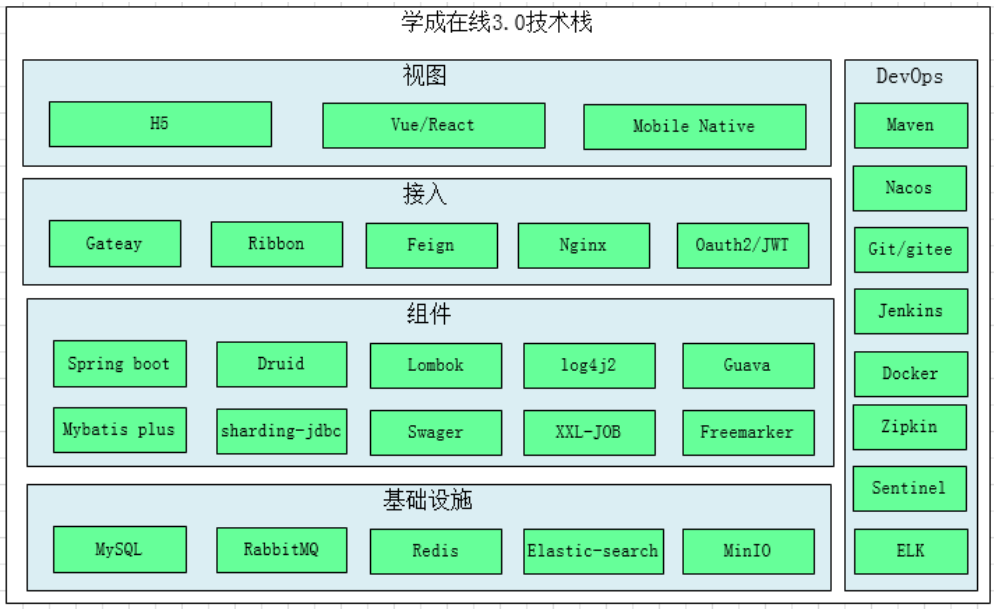 学成在线3.0技术栈
视图
H5
Vue/React
Mobile Native
接入
Gateay
Ribbon
Feign
Nginx
Oauth2/JWT
组件
Spring boot
Druid
Lombok
log4j2
Guava
Mybatis plus
sharding-jdbc
Swager
XXL-JOB
Freemarker
基础设施
MySQL
RabbitMQ
Redis
Elastic-search
MinIO
DevOps
Maven
Nacos
Git/gitee
Jenkins
Docker
Zipkin
Sentinel
ELK